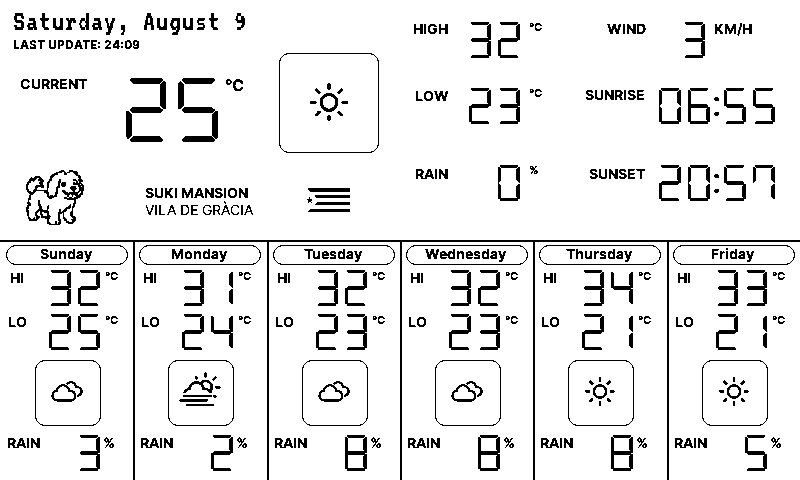 Saturday, August 9
LAST UPDATE: 24:09
CURRENT 25 °C
HIGH 32 °C
LOW 23 °C
RAIN 0 %
WIND 3 KM/H
SUNRISE 06:55
SUNSET 20:57
SUKI MANSION
VILA DE GRÀCIA
Sunday
HI 32 °C
LO 25 °C
RAIN 3 %
Monday
HI 31 °C
LO 24 °C
RAIN 2 %
Tuesday
HI 32 °C
LO 23 °C
RAIN 8 %
Wednesday
HI 32 °C
LO 23 °C
RAIN 8 %
Thursday
HI 34 °C
LO 21 °C
RAIN 8 %
Friday
HI 33 °C
LO 21 °C
RAIN 5 %